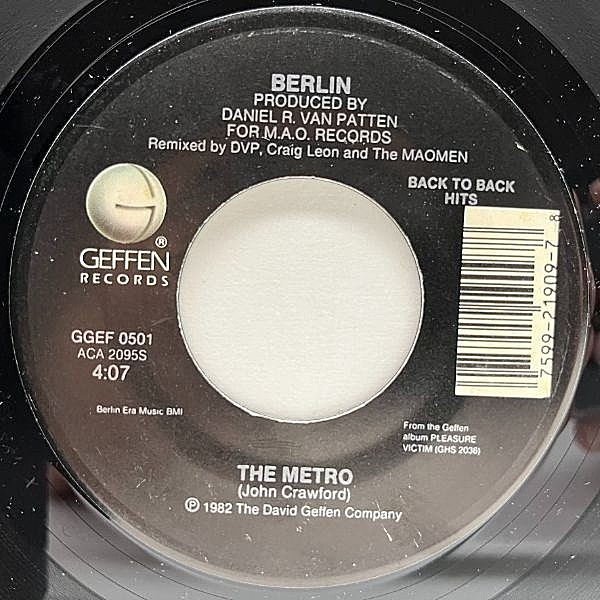 BERLIN
PRODUCED BY
DANIEL R. VAN PATTEN
FOR M.A.O. RECORDS
Remixed by DVP, Craig Leon and The MAOMEN
BACK TO BACK
HITS
G
GEFFEN®
RECORDS
GGEF 0501
ACA 2095S
4:07
Berlin Era Music BMI
7599-21909-7
8
From the Geffen
album PLEASURE
VICTIM (GHS 2036)
THE METRO
(John Crawford)
℗ 1982 The David Geffen Company